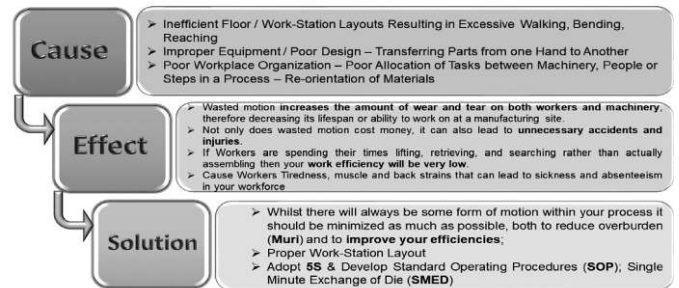 Cause
➢ Inefficient Floor / Work-Station Layouts Resulting in Excessive Walking, Bending,
Reaching
➢ Improper Equipment / Poor Design – Transferring Parts from one Hand to Another
➢ Poor Workplace Organization – Poor Allocation of Tasks between Machinery, People or
Steps in a Process – Re-orientation of Materials
Effect
➢ Wasted motion increases the amount of wear and tear on both workers and machinery,
therefore decreasing its lifespan or ability to work on at a manufacturing site.
➢ Not only does wasted motion cost money, it can also lead to unnecessary accidents and
injuries.
➢ If Workers are spending their times lifting, retrieving, and searching rather than actually
assembling then your work efficiency will be very low.
➢ Cause Workers Tiredness, muscle and back strains that can lead to sickness and absenteeism
in your workforce
Solution
➢ Whilst there will always be some form of motion within your process it
should be minimized as much as possible, both to reduce overburden
(Muri) and to improve your efficiencies;
➢ Proper Work-Station Layout
➢ Adopt 5S & Develop Standard Operating Procedures (SOP); Single
Minute Exchange of Die (SMED)